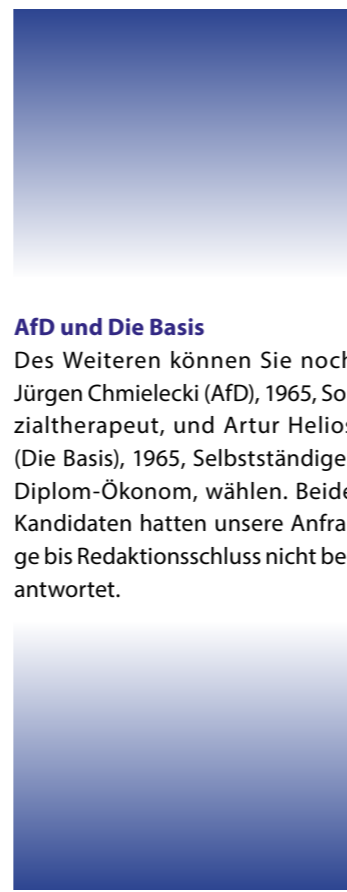 AfD und Die Basis
Des Weiteren können Sie noch
Jürgen Chmielecki (AfD), 1965, So
zialtherapeut, und Artur Helios
(Die Basis), 1965, Selbstständige
Diplom-Ökonom, wählen. Beide
Kandidaten hatten unsere Anfra
ge bis Redaktionsschluss nicht be
antwortet.